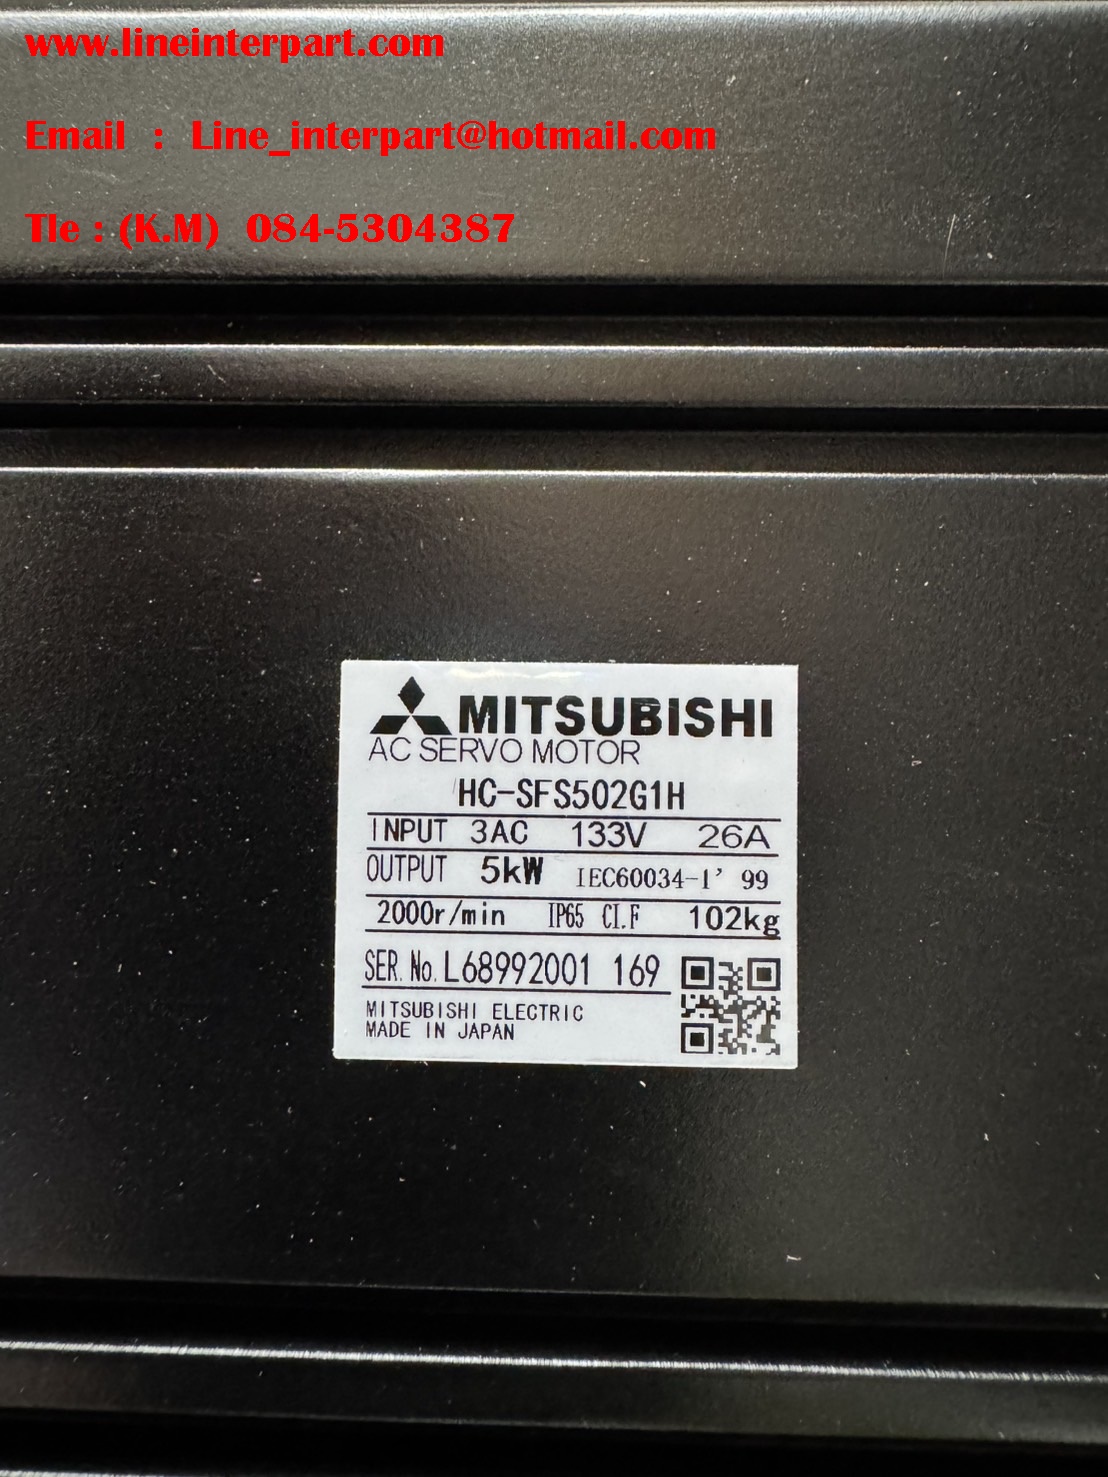 www.lineinterpart.com
Email : Line_interpart@hotmail.com
Tle : (K.M) 084-5304387
MITSUBISHI
AC SERVO MOTOR
HC-SFS502G1H
INPUT 3AC 133V 26A
OUTPUT 5kW IEC60034-1' 99
2000r/min IP65 CI.F 102kg
SER.No.L68992001 169
MITSUBISHI ELECTRIC
MADE IN JAPAN